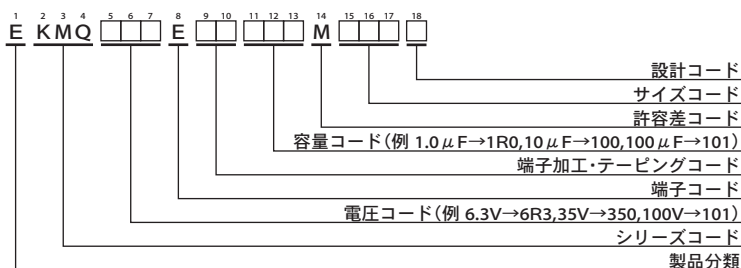 1 2 3 4 5 6 7 8 9 10 11 12 13 14 15 16 17 18
E KMQ □□□ E □□ □□□ M □□□ □
設計コード
サイズコード
許容差コード
容量コード(例 1.0μF→1R0,10μF→100,100μF→101)
端子加工・テーピングコード
端子コード
電圧コード(例 6.3V→6R3,35V→350,100V→101)
シリーズコード
製品分類